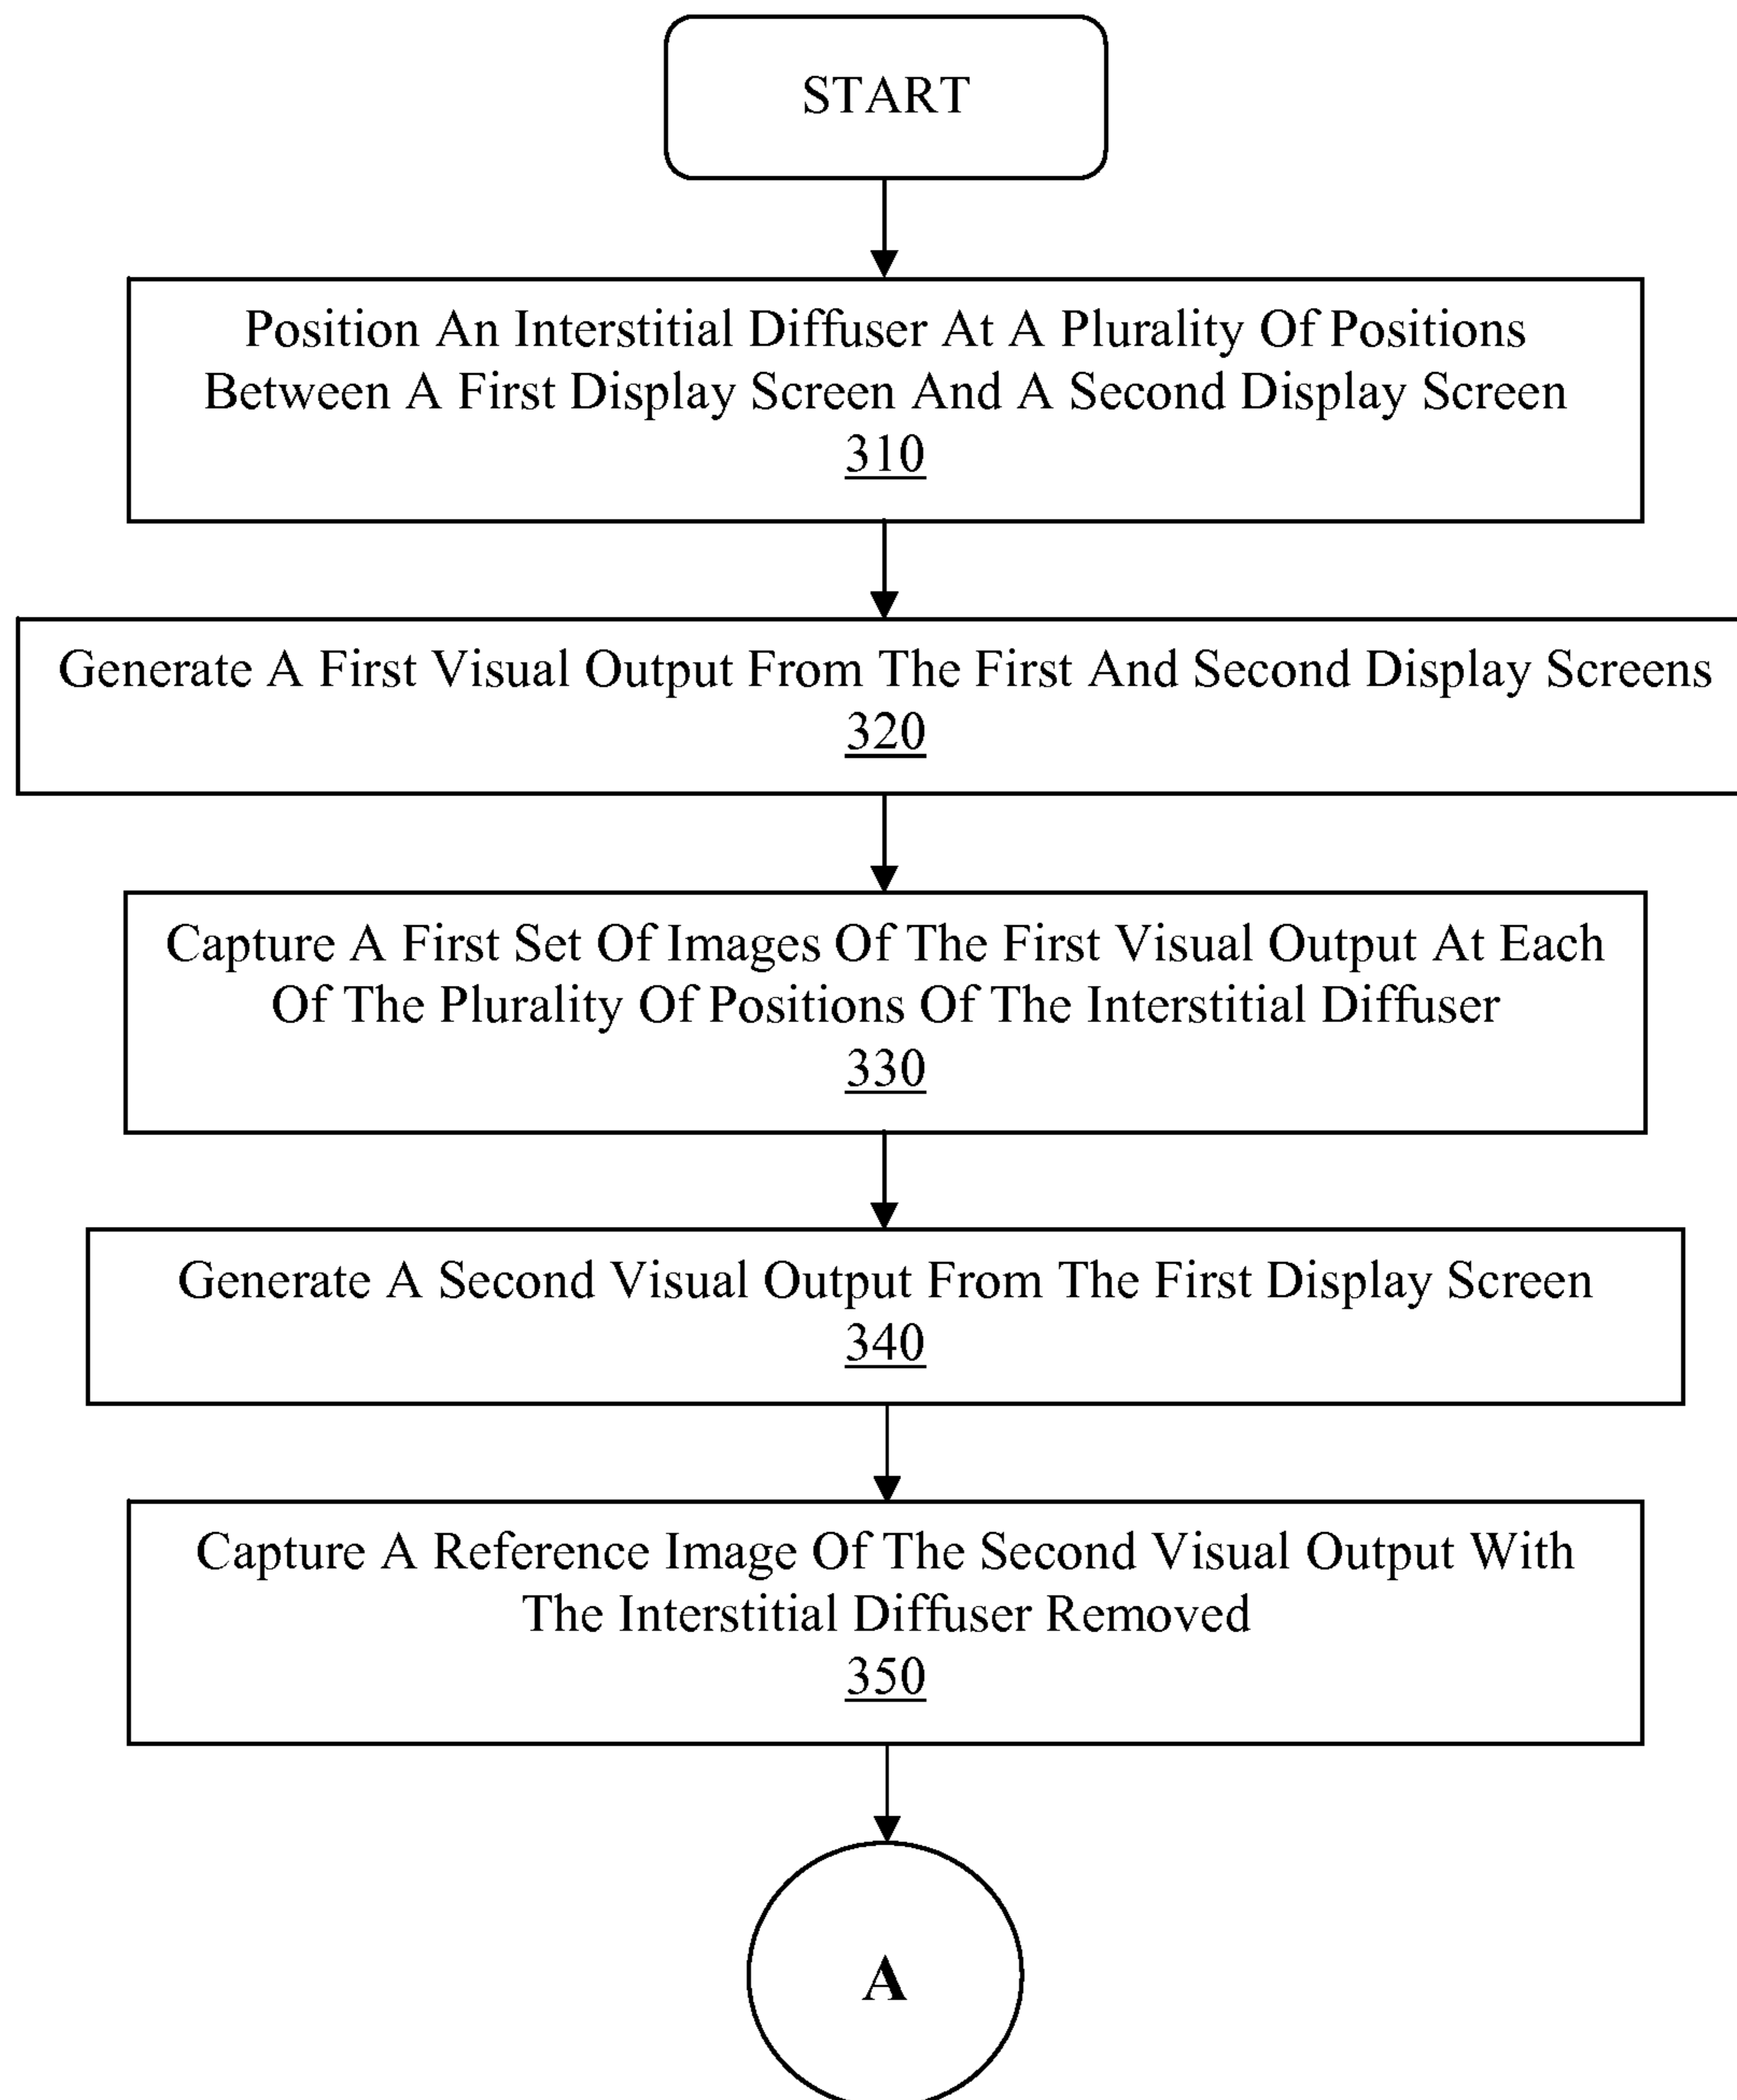 START
Position An Interstitial Diffuser At A Plurality Of Positions
Between A First Display Screen And A Second Display Screen
310
Generate A First Visual Output From The First And Second Display Screens
320
Capture A First Set Of Images Of The First Visual Output At Each
Of The Plurality Of Positions Of The Interstitial Diffuser
330
Generate A Second Visual Output From The First Display Screen
340
Capture A Reference Image Of The Second Visual Output With
The Interstitial Diffuser Removed
350
A